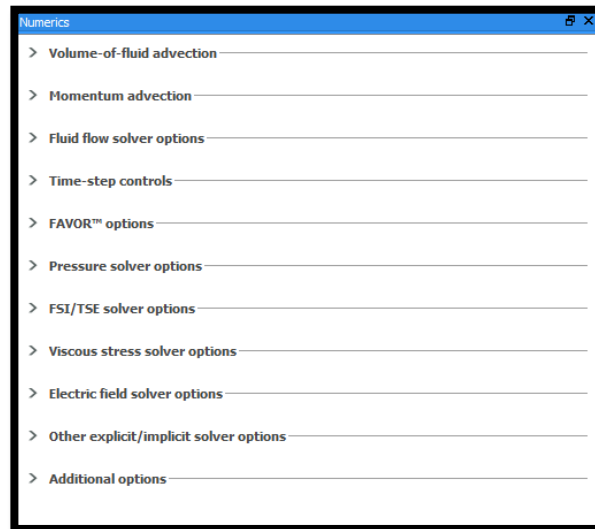 Numerics
Volume-of-fluid advection
Momentum advection
Fluid flow solver options
Time-step controls
FAVOR™ options
Pressure solver options
FSI/TSE solver options
Viscous stress solver options
Electric field solver options
Other explicit/implicit solver options
Additional options